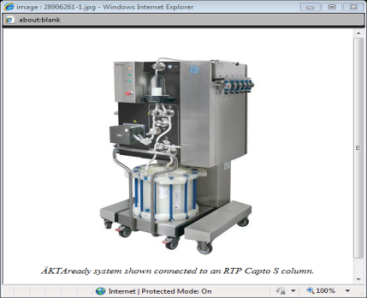 image : 28906261-1.jpg - Windows Internet Explorer
about:blank
ÄKTAready system shown connected to an RTP Capto S column.
Internet | Protected Mode: On
100%